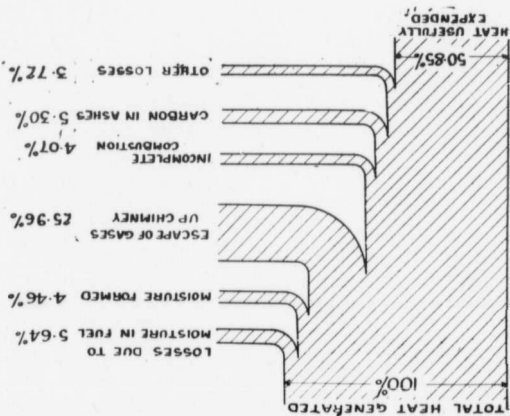 TOTAL HEAT GENERATED
100%
LOSSES DUE TO
MOISTURE IN FUEL 5·64%
MOISTURE FORMED 4·46%
ESCAPE OF GASES
UP CHIMNEY 25·96%
INCOMPLETE
COMBUSTION 4·07%
CARBON IN ASHES 5·30%
OTHER LOSSES 3·72%
50·85%
HEAT USEFULLY
EXPENDED.